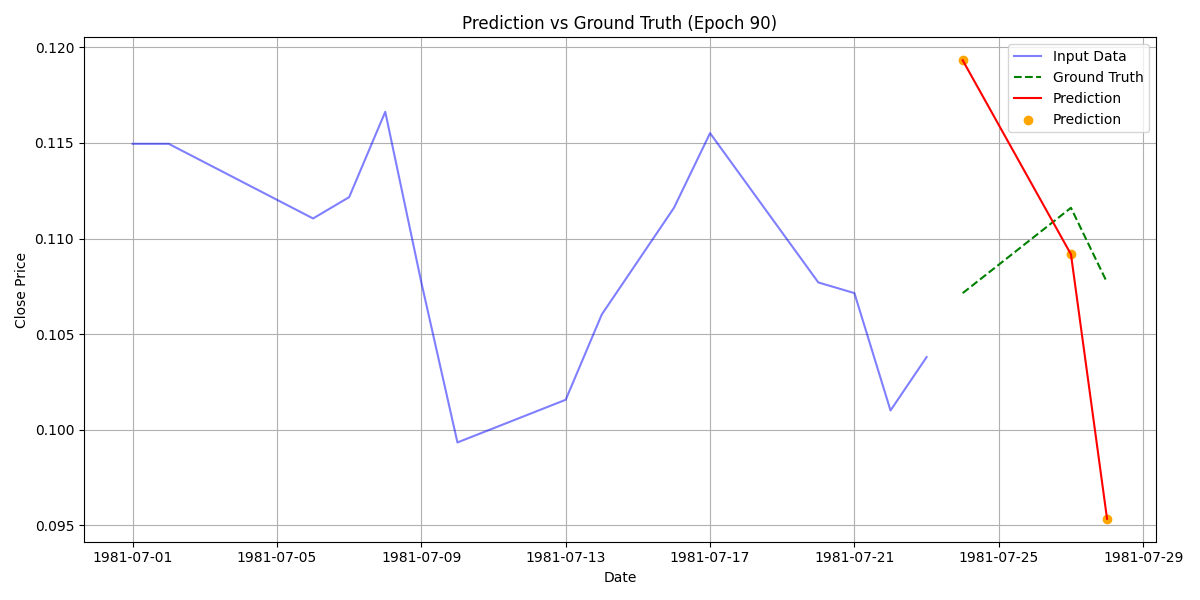 Prediction vs Ground Truth (Epoch 90)
0.120
0.115
0.110
0.105
0.100
0.095
Close Price
Input Data
Ground Truth
Prediction
Prediction
1981-07-01
1981-07-05
1981-07-09
1981-07-13
1981-07-17
1981-07-21
1981-07-25
1981-07-29
Date